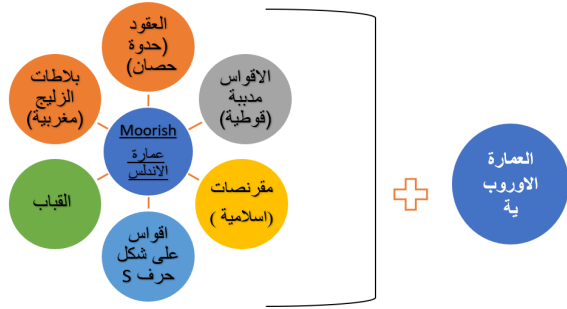 العقود
(حدوة
حصان)
الاقواس
مدببة
(قوطية)
مقرنصات
(اسلامية )
اقواس
على شكل
حرف S
القباب
بلاطات
الزليج
(مغربية)
Moorish
عمارة
الاندلس
العمارة
الاوروب
ية